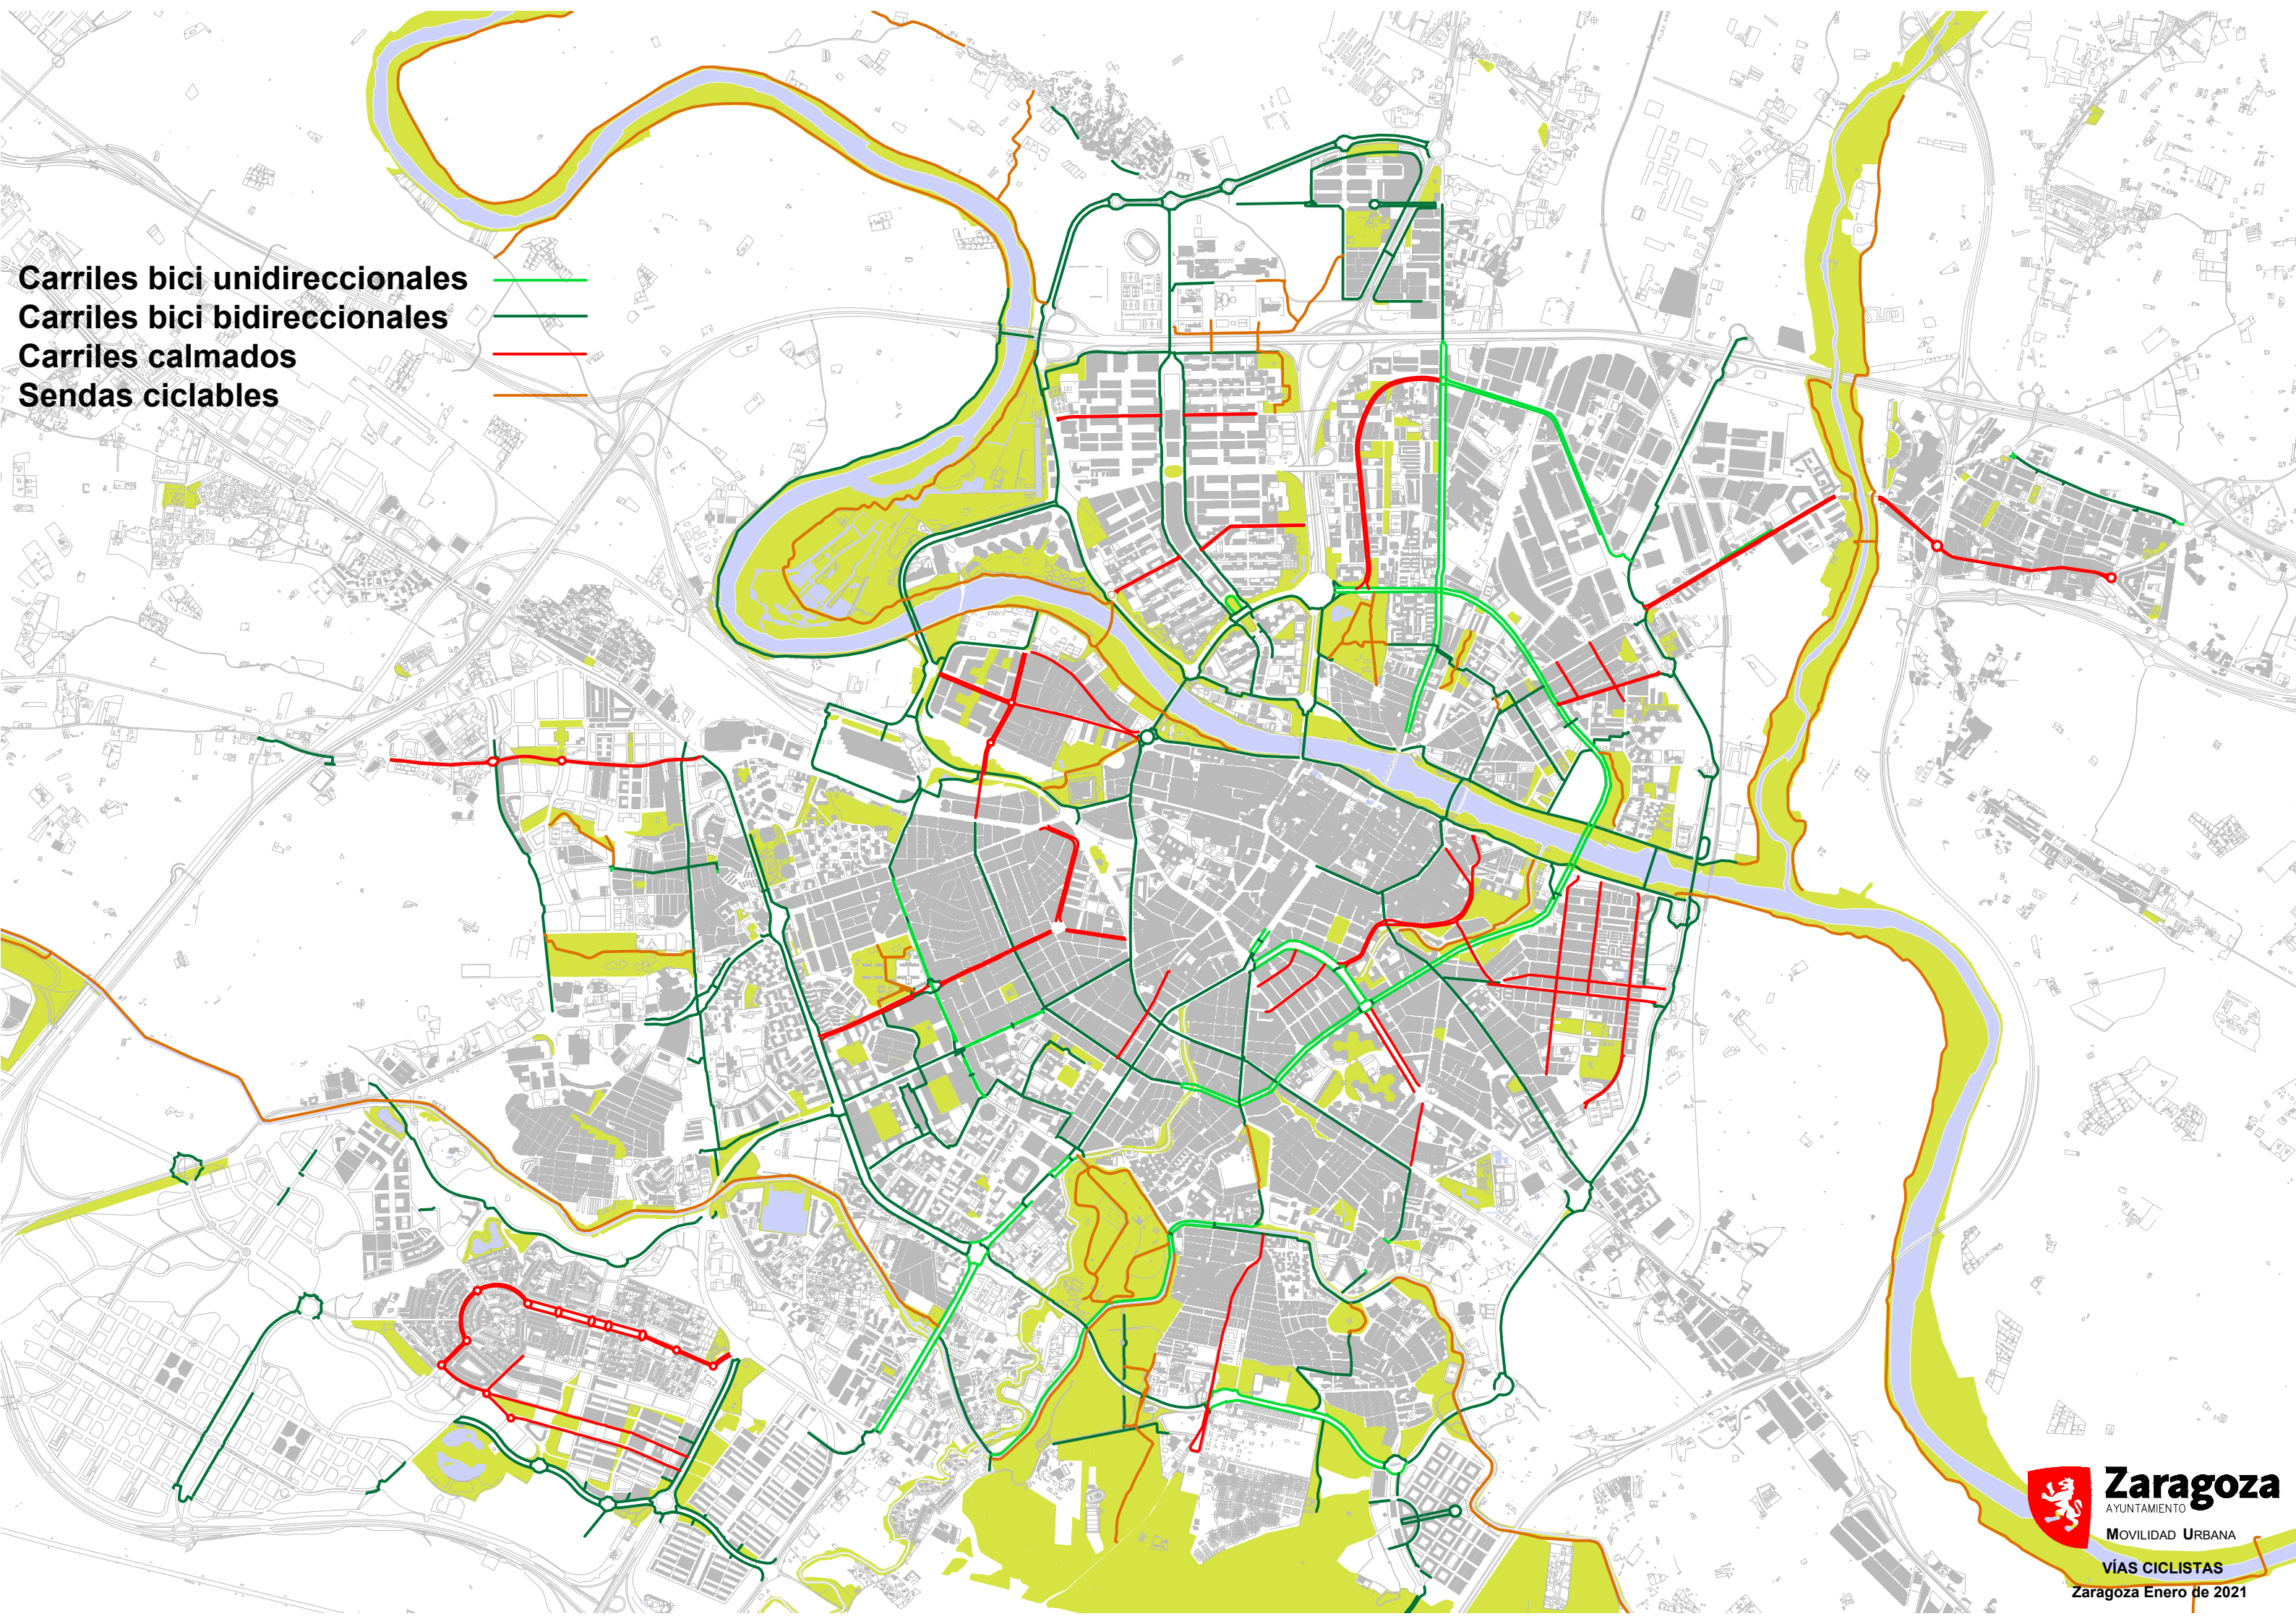 Carriles bici unidireccionales
Carriles bici bidireccionales
Carriles calmados
Sendas ciclables
Zaragoza
AYUNTAMIENTO
MOVILIDAD URBANA
VÍAS CICLISTAS
Zaragoza Enero de 2021